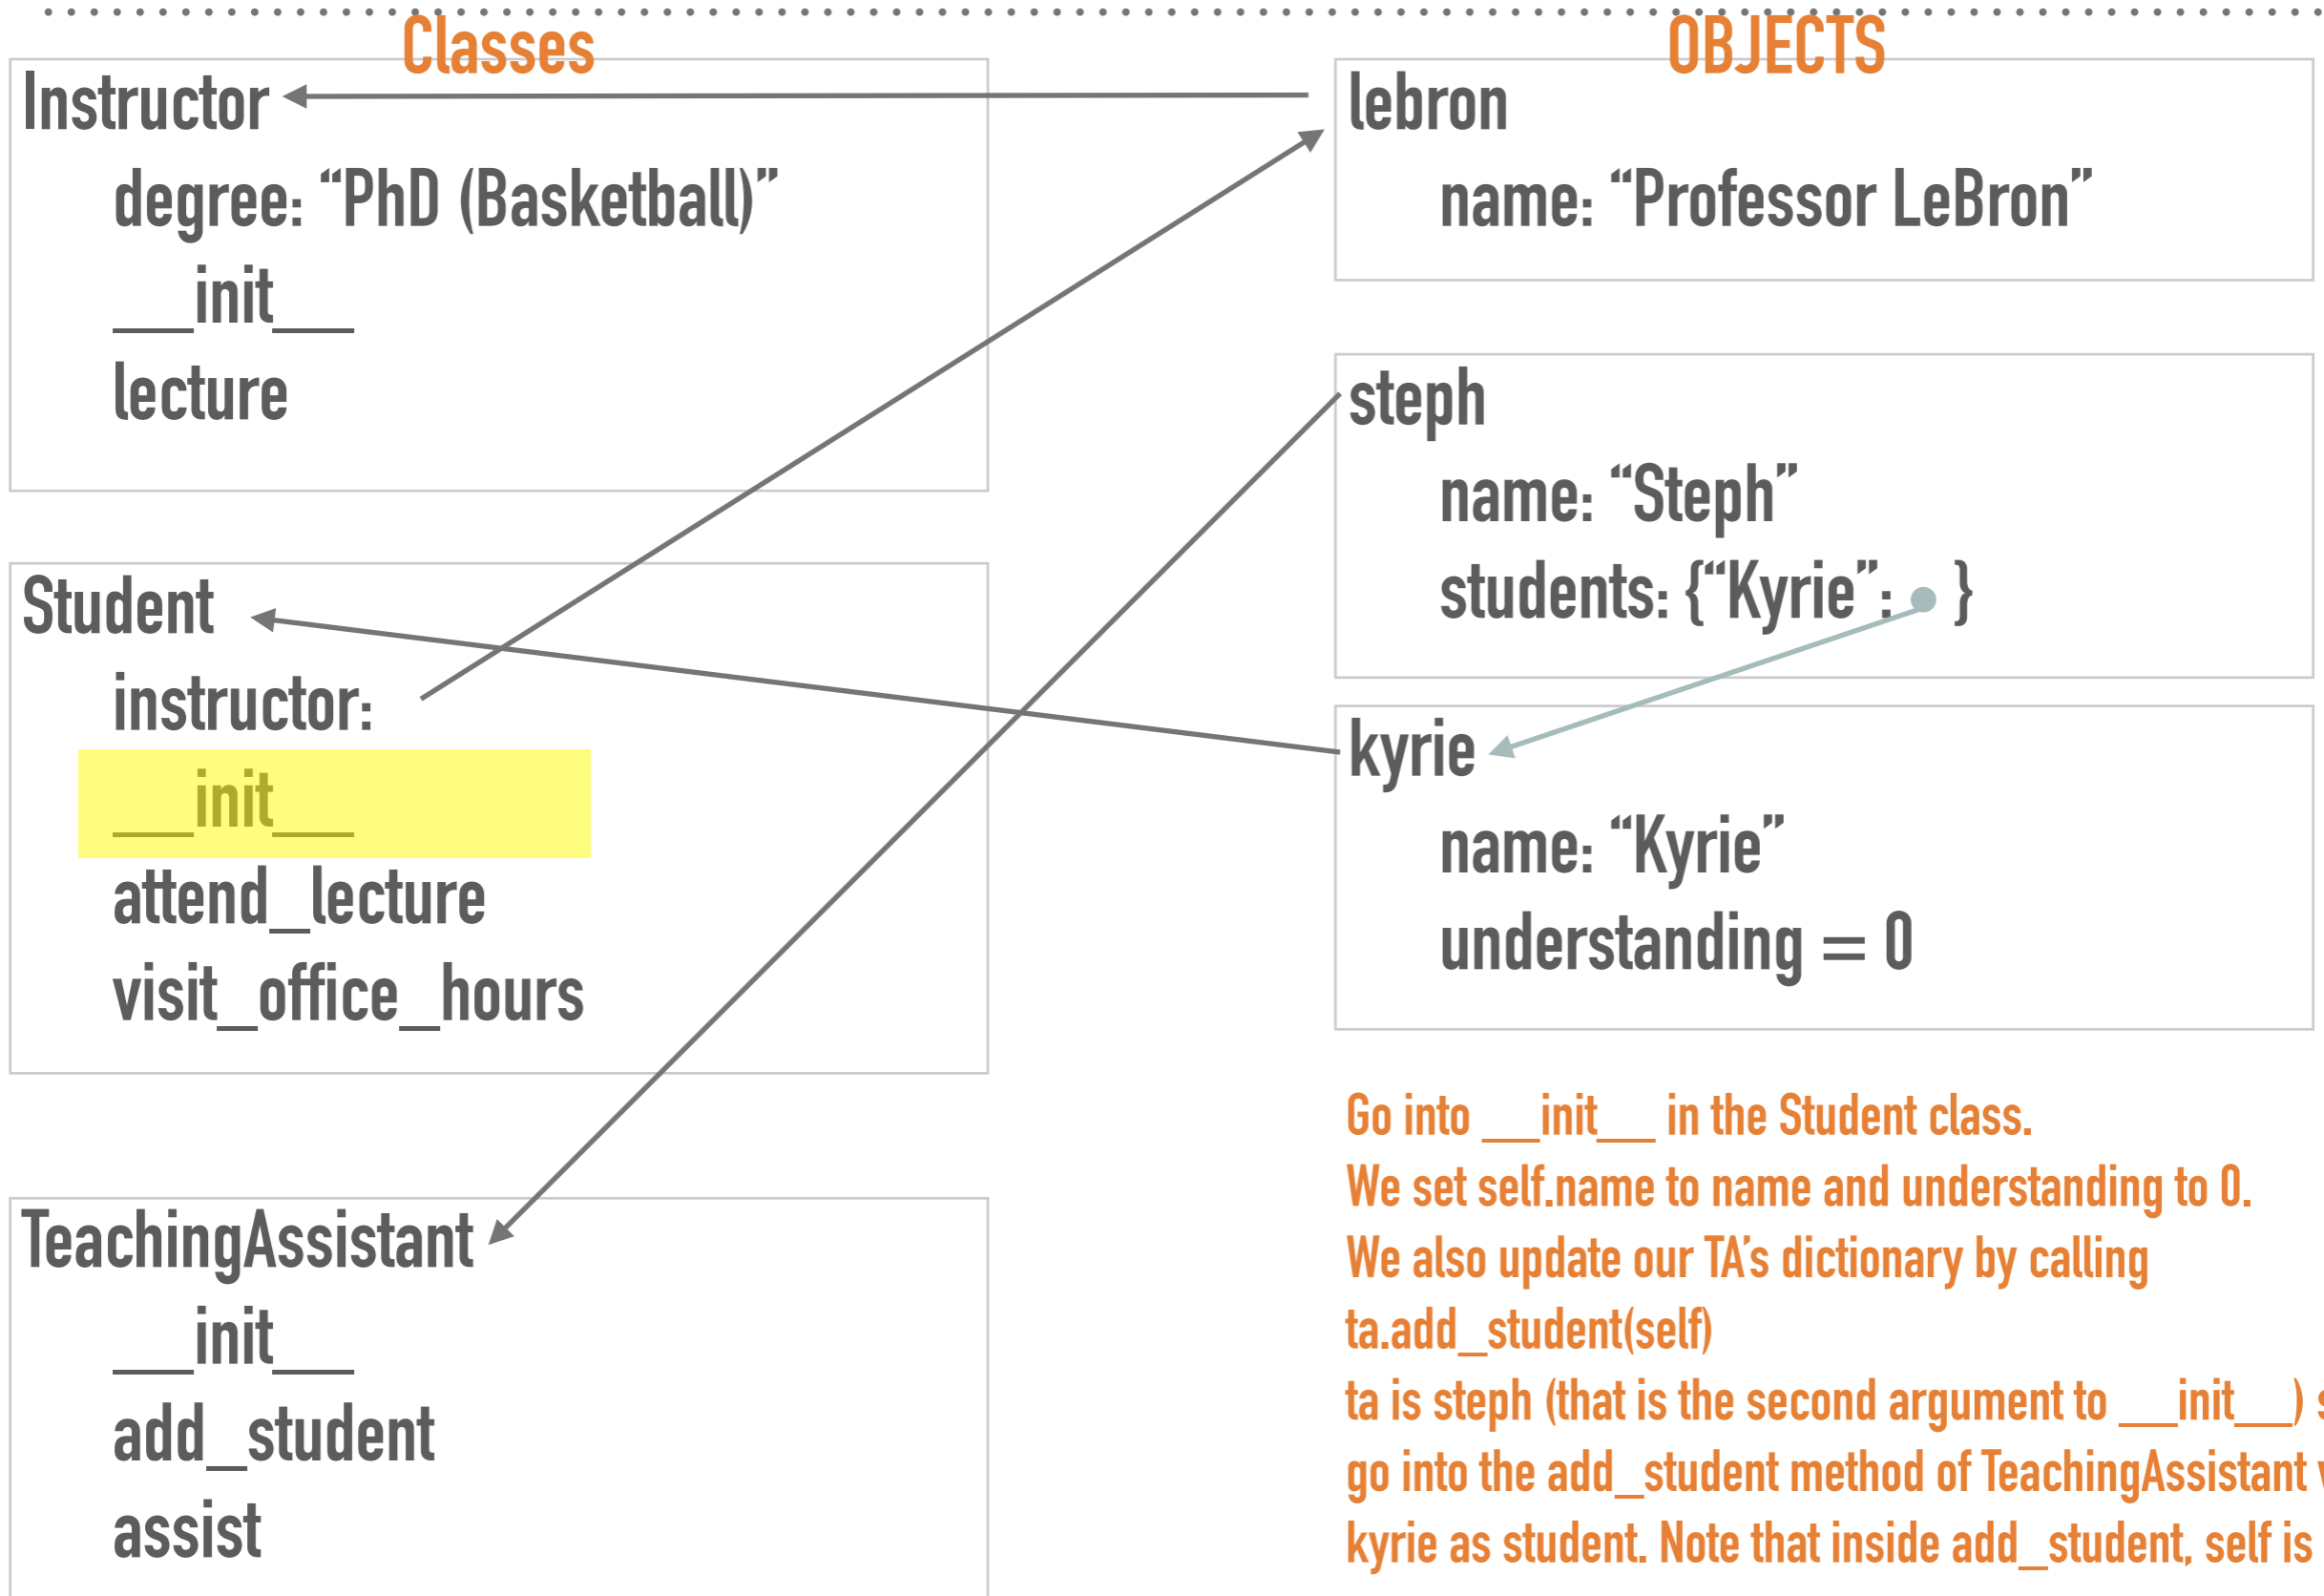 Classes
Instructor
degree: “PhD (Basketball)”
__init__
lecture
Student
instructor:
__init__
attend_lecture
visit_office_hours
TeachingAssistant
__init__
add_student
assist
OBJECTS
lebron
name: “Professor LeBron”
steph
name: “Steph”
students: {“Kyrie”: }
kyrie
name: “Kyrie”
understanding = 0
Go into __init__ in the Student class.
We set self.name to name and understanding to 0.
We also update our TA’s dictionary by calling
ta.add_student(self)
ta is steph (that is the second argument to __init__)
go into the add_student method of TeachingAssistant
kyrie as student. Note that inside add_student, self is